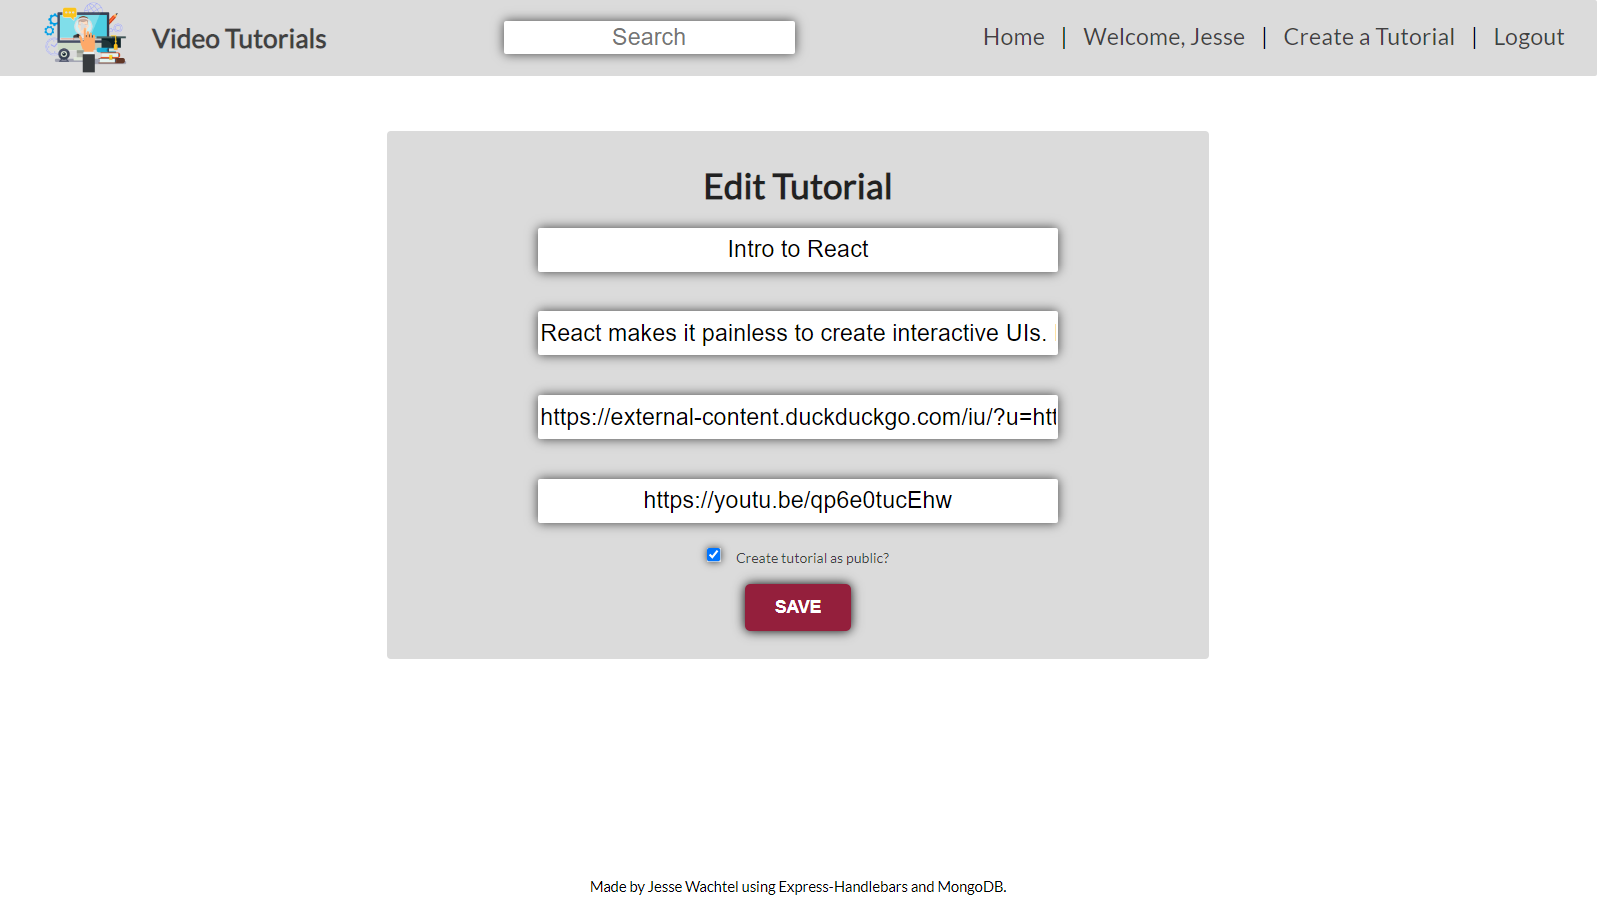 Video Tutorials
Search
Home | Welcome, Jesse | Create a Tutorial | Logout
Edit Tutorial
Intro to React
React makes it painless to create interactive UIs.
https://external-content.duckduckgo.com/iu/?u=htt
https://youtu.be/qp6e0tucEhw
Create tutorial as public?
SAVE
Made by Jesse Wachtel using Express-Handlebars and MongoDB.